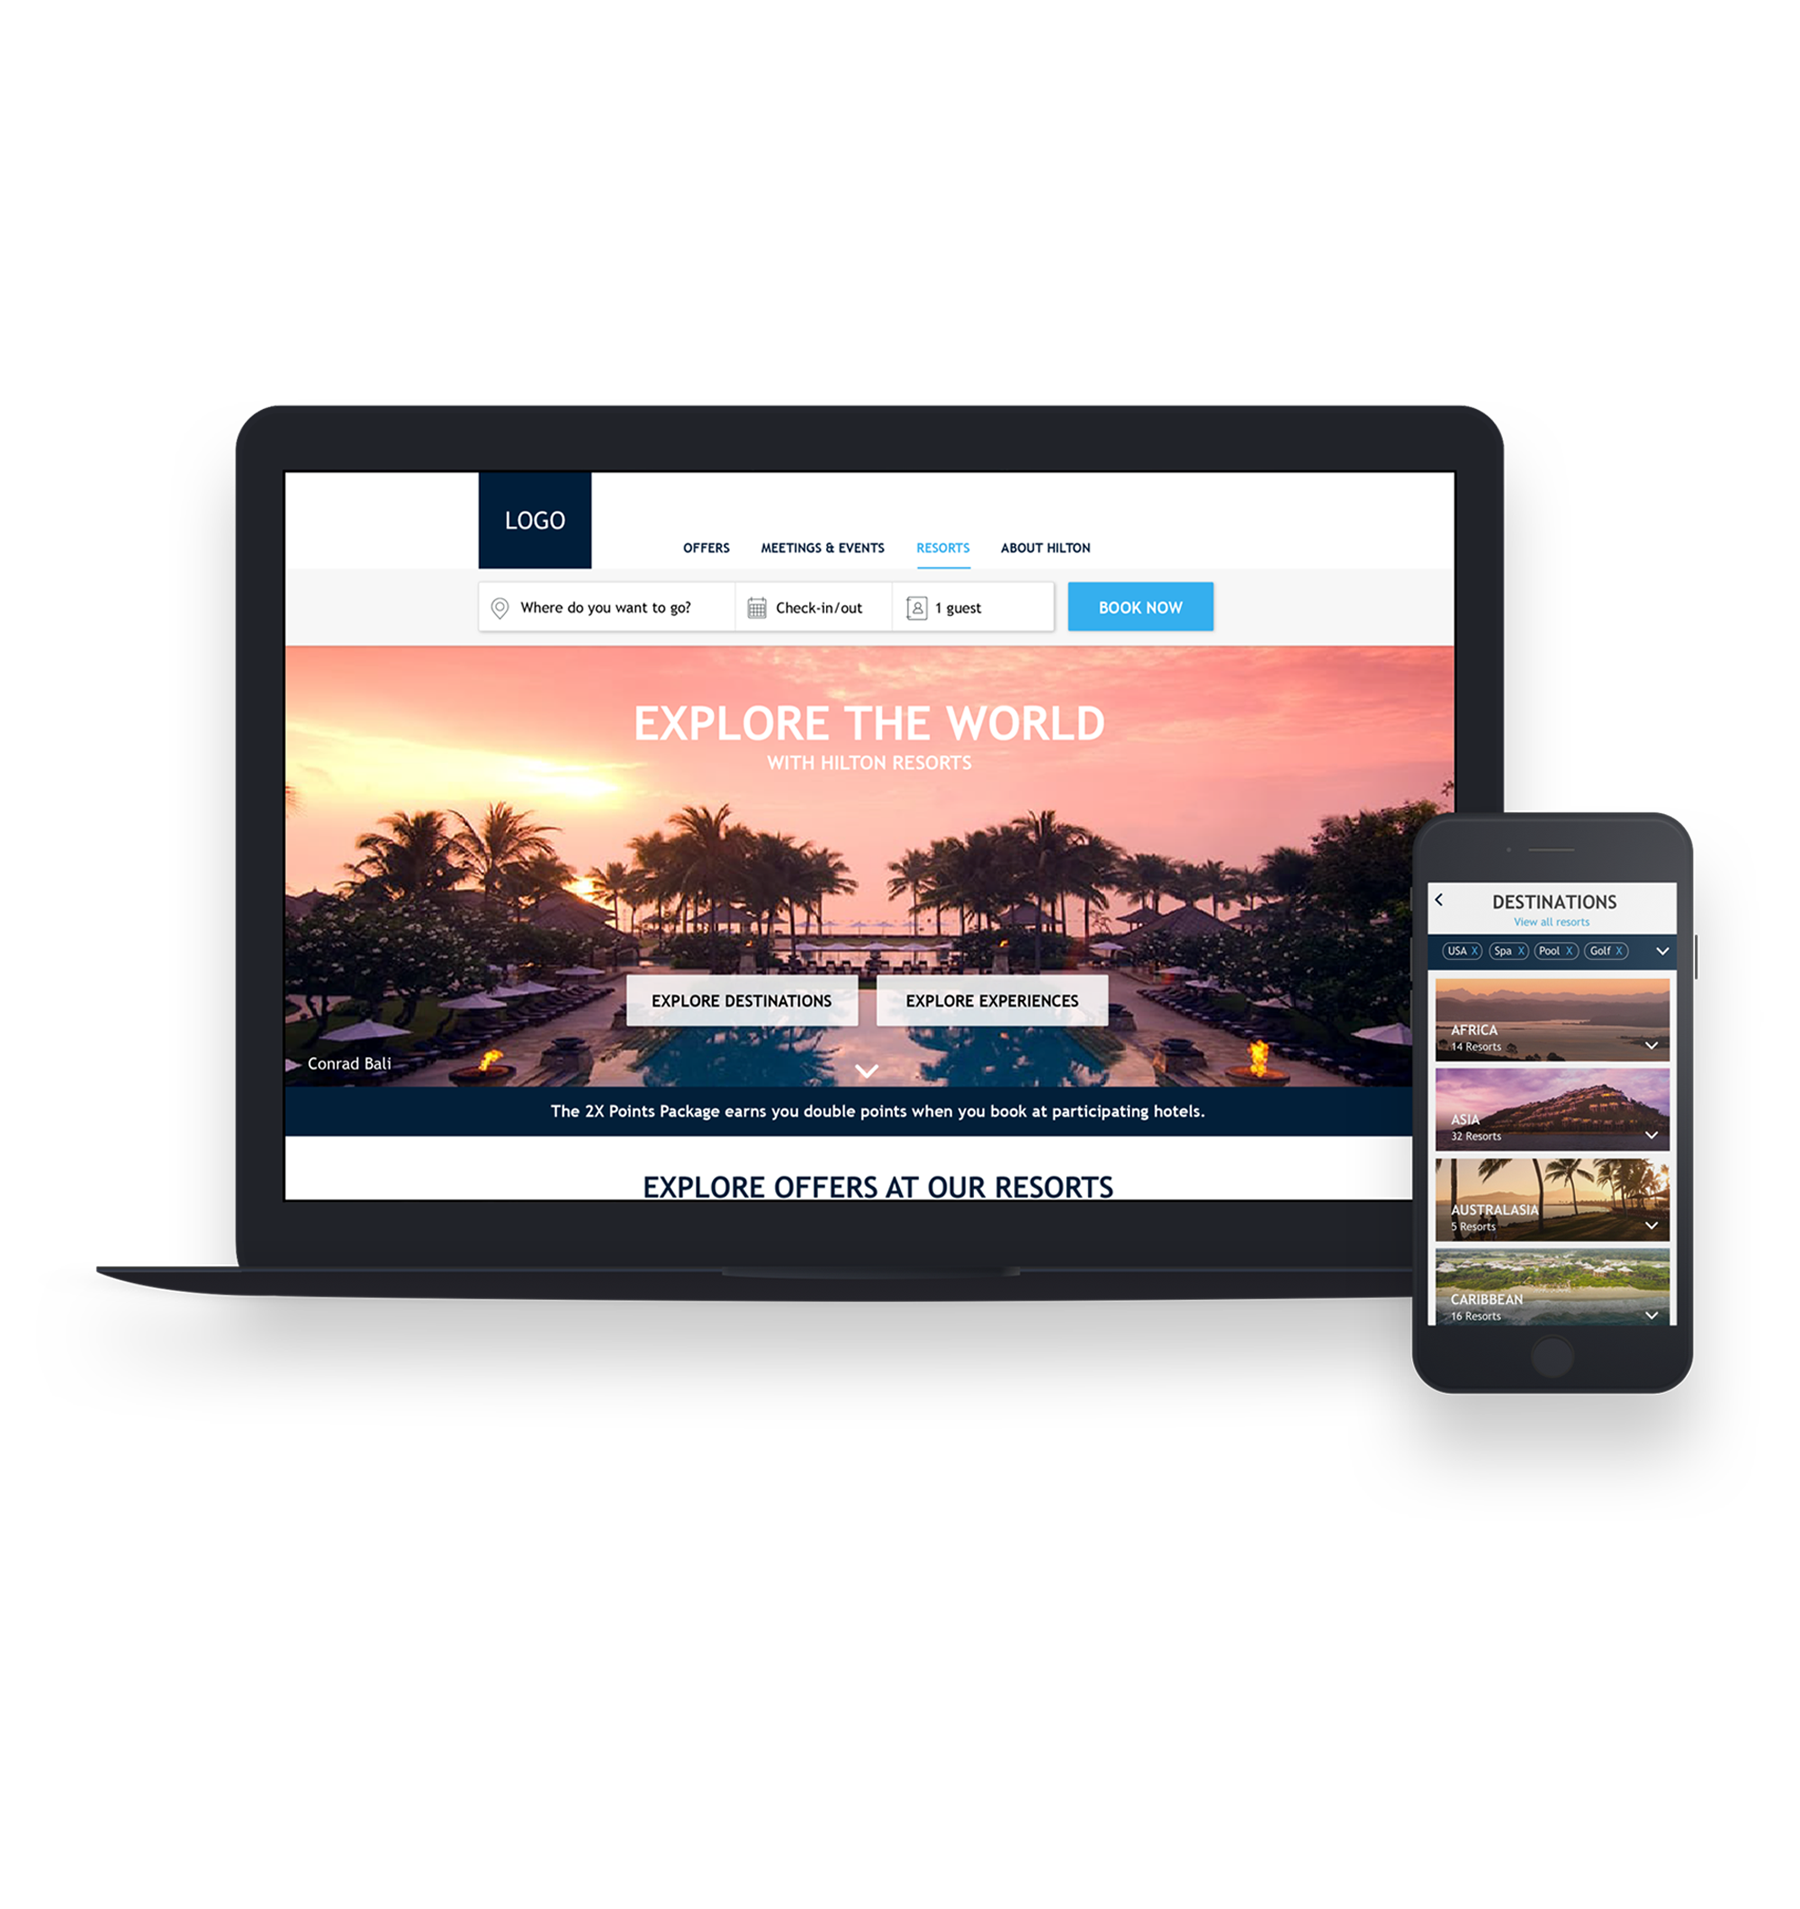 LOGO
OFFERS MEETINGS & EVENTS RESORTS ABOUT HILTON
Where do you want to go? Check-in/out 1 guest BOOK NOW
EXPLORE THE WORLD
WITH HILTON RESORTS
EXPLORE DESTINATIONS EXPLORE EXPERIENCES
Conrad Bali
The 2X Points Package earns you double points when you book at participating hotels.
EXPLORE OFFERS AT OUR RESORTS
DESTINATIONS
View all resorts
USA X Spa X Pool X Golf X
AFRICA
14 Resorts
ASIA
32 Resorts
AUSTRALASIA
5 Resorts
CARIBBEAN
16 Resorts